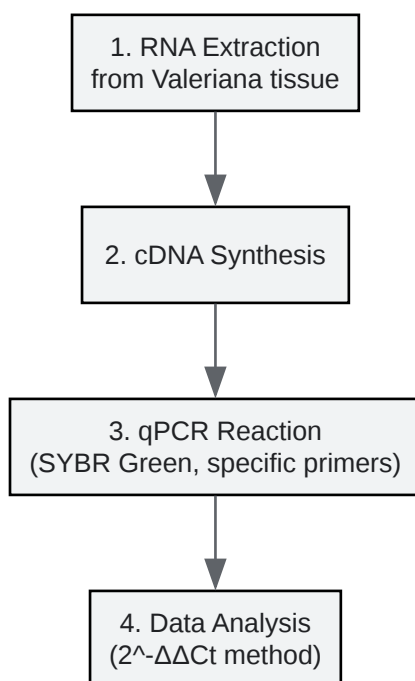 1. RNA Extraction
from Valeriana tissue
2. cDNA Synthesis
3. qPCR Reaction
(SYBR Green, specific primers)
4. Data Analysis
(2^-ΔΔCt method)